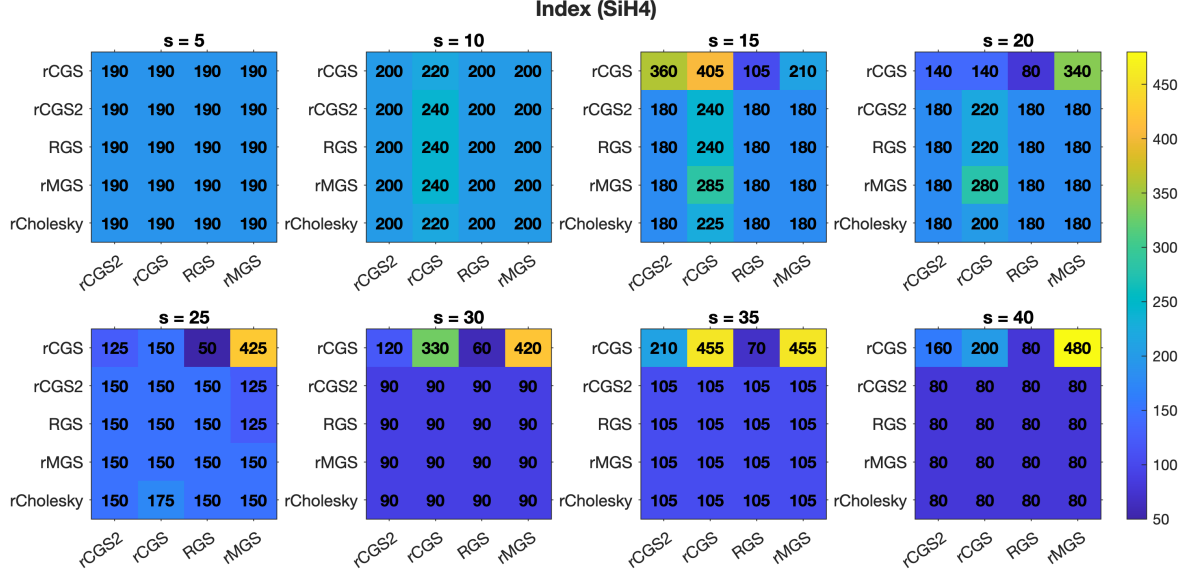 Index (SiH4)
s = 5
rCGS 190 190 190 190
rCGS2 190 190 190 190
RGS 190 190 190 190
rMGS 190 190 190 190
rCholesky 190 190 190 190
rCGS2 rCGS RGS rMGS
s = 10
200 220 200 200
200 240 200 200
200 240 200 200
200 240 200 200
200 220 200 200
rCGS2 rCGS RGS rMGS
s = 15
rCGS 360 405 105 210
rCGS2 180 240 180 180
RGS 180 240 180 180
rMGS 180 285 180 180
rCholesky 180 225 180 180
rCGS2 rCGS RGS rMGS
s = 20
rCGS 140 140 80 340
rCGS2 180 220 180 180
RGS 180 220 180 180
rMGS 180 280 180 180
rCholesky 180 200 180 180
rCGS2 rCGS RGS rMGS
s = 25
rCGS 125 150 50 425
rCGS2 150 150 150 125
RGS 150 150 150 125
rMGS 150 150 150 150
rCholesky 150 175 150 150
rCGS2 rCGS RGS rMGS
s = 30
rCGS 120 330 60 420
rCGS2 90 90 90 90
RGS 90 90 90 90
rMGS 90 90 90 90
rCholesky 90 90 90 90
rCGS2 rCGS RGS rMGS
s = 35
rCGS 210 455 70 455
rCGS2 105 105 105 105
RGS 105 105 105 105
rMGS 105 105 105 105
rCholesky 105 105 105 105
rCGS2 rCGS RGS rMGS
s = 40
rCGS 160 200 80 480
rCGS2 80 80 80 80
RGS 80 80 80 80
rMGS 80 80 80 80
rCholesky 80 80 80 80
rCGS2 rCGS RGS rMGS
450
400
350
300
250
200
150
100
50